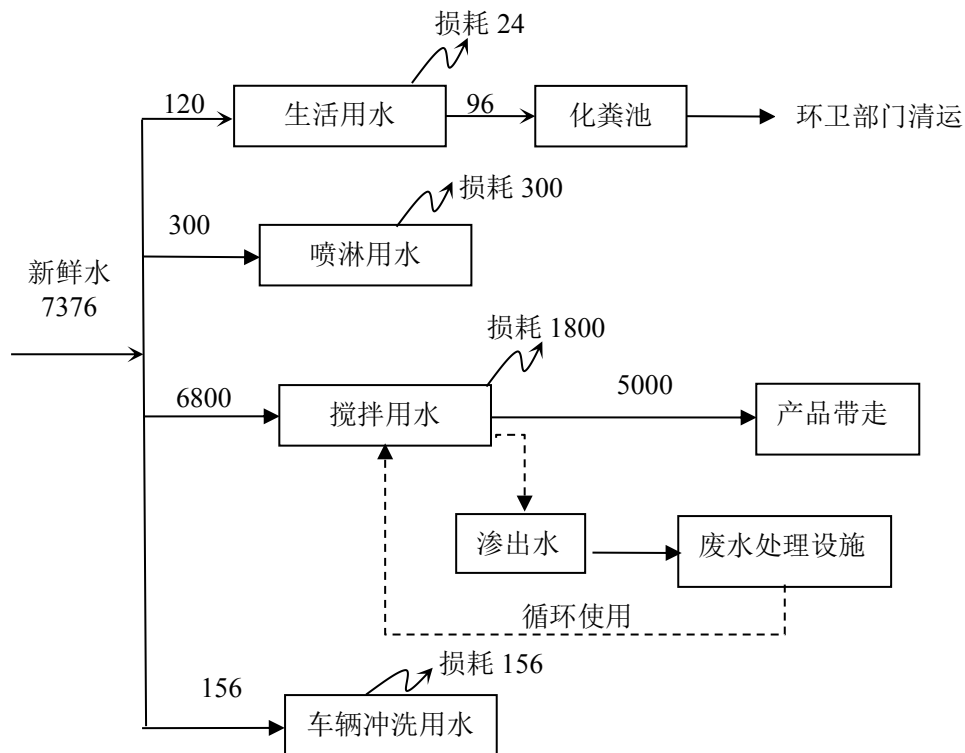 损耗 24
120
生活用水
96
化粪池
环卫部门清运
损耗 300
300
喷淋用水
新鲜水
7376
损耗 1800
6800
搅拌用水
5000
产品带走
渗出水
废水处理设施
循环使用
损耗 156
156
车辆冲洗用水